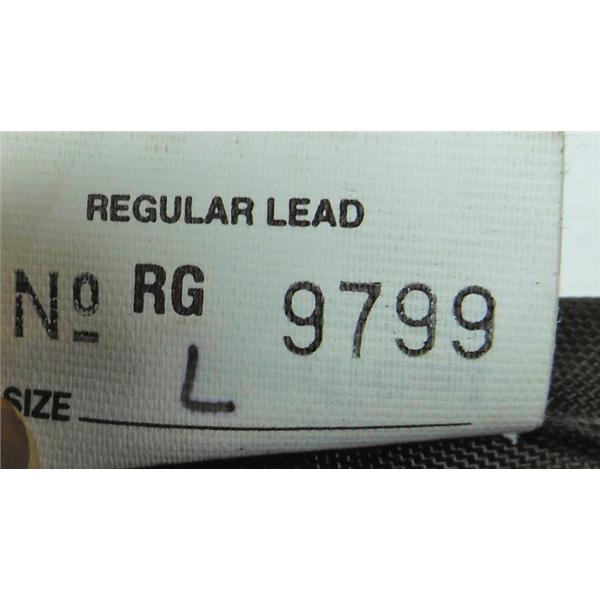 REGULAR LEAD
Nº RG 9799
SIZE L